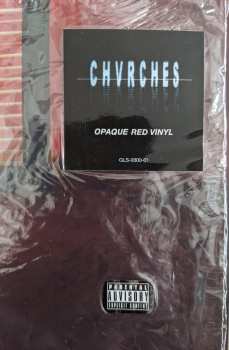 CHVRCHES
OPAQUE RED VINYL
GLS-0300-01
PARENTAL
ADVISORY
EXPLICIT CONTENT